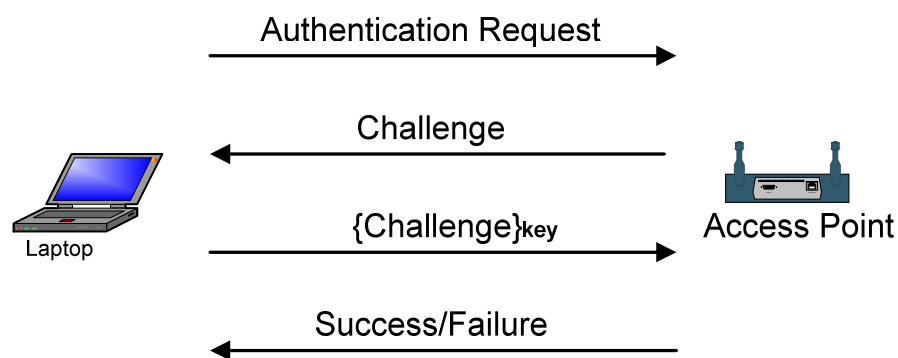 Authentication Request
Challenge
{Challenge}key
Laptop
Access Point
Success/Failure